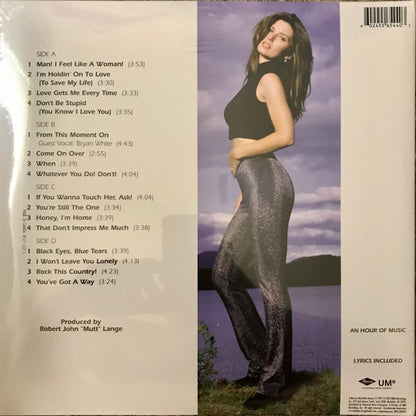 6 02435 65440 1
SIDE A
1 Man! I Feel Like A Woman! (3:53)
2 I'm Holdin' On To Love
(To Save My Life) (3:30)
3 Love Gets Me Every Time (3:33)
4 Don't Be Stupid
(You Know I Love You) (3:35)
SIDE B
1 From This Moment On
Guest Vocal: Bryan White (4:43)
2 Come On Over (2:55)
3 When (3:39)
4 Whatever You Do! Don't! (4:04)
SIDE C
1 If You Wanna Touch Her, Ask! (4:04)
2 You're Still The One (3:34)
3 Honey, I'm Home (3:39)
4 That Don't Impress Me Much (3:38)
SIDE D
1 Black Eyes, Blue Tears (3:39)
2 I Won't Leave You Lonely (4:13)
3 Rock This Country! (4:23)
4 You've Got A Way (3:24)
Produced by
Robert John "Mutt" Lange
AN HOUR OF MUSIC
LYRICS INCLUDED
UMe